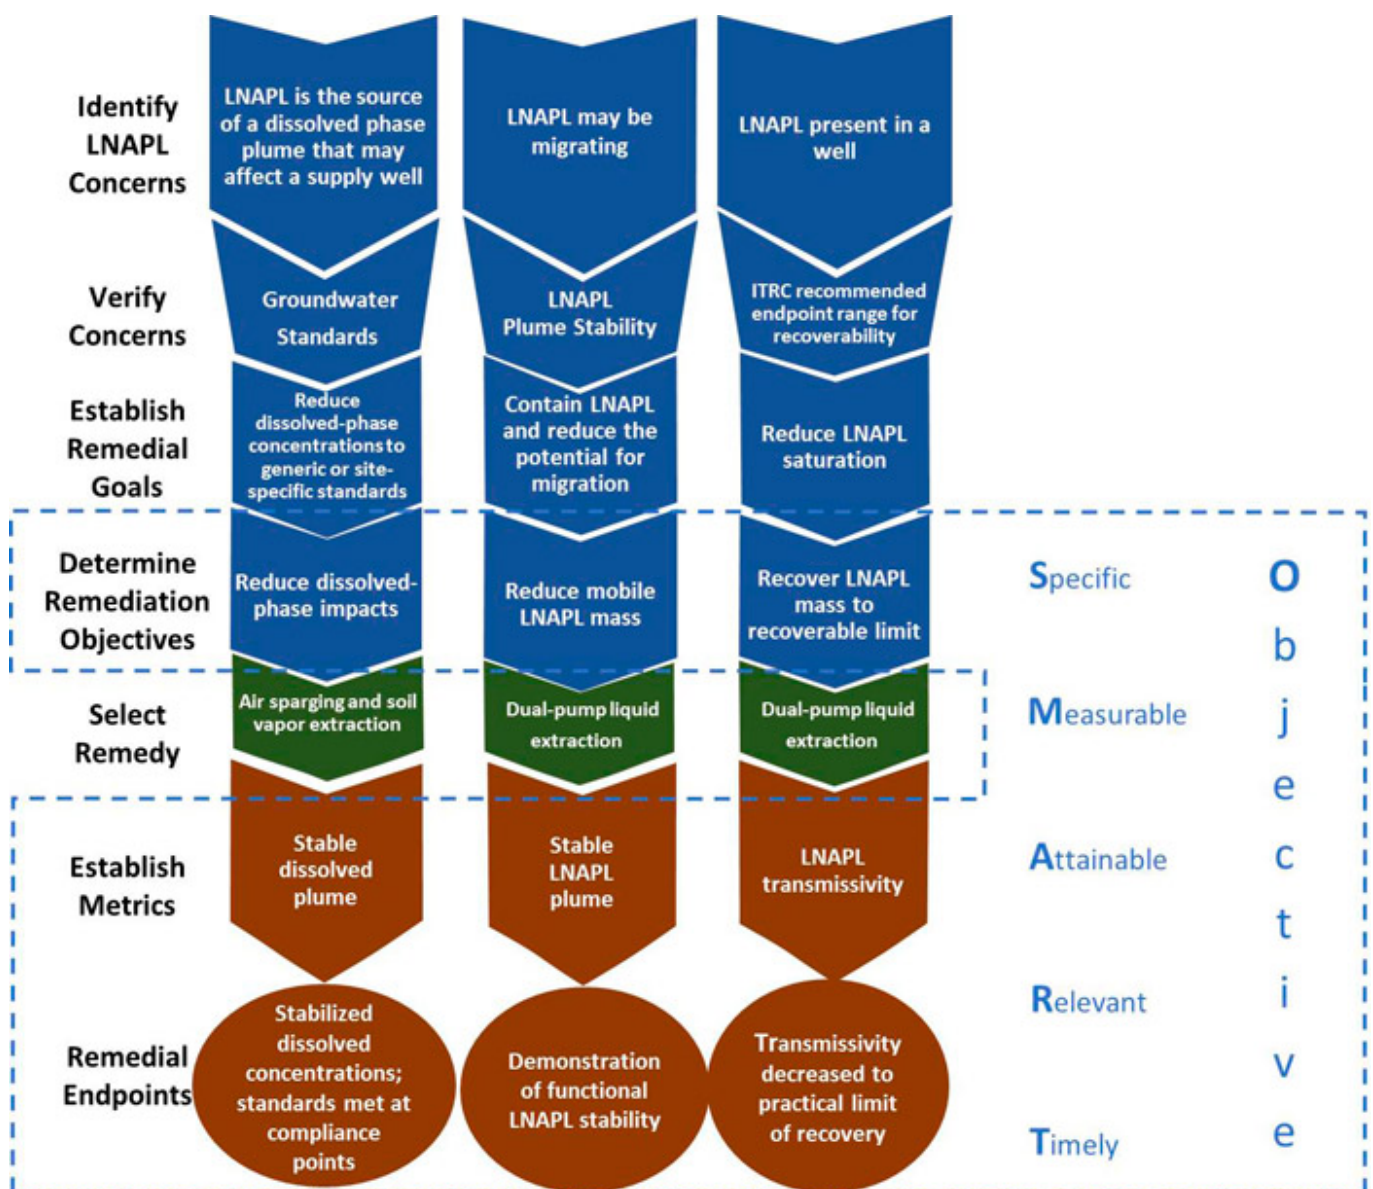 Identify
LNAPL
Concerns
LNAPL is the source
of a dissolved phase
plume that may
affect a supply well
LNAPL may be
migrating
LNAPL present in a
well
Verify
Concerns
Groundwater
Standards
LNAPL
Plume Stability
ITRC recommended
endpoint range for
recoverability
Establish
Remedial
Goals
Reduce
dissolved-phase
concentrations to
generic or site-
specific standards
Contain LNAPL
and reduce the
potential for
migration
Reduce LNAPL
saturation
Determine
Remediation
Objectives
Reduce dissolved-
phase impacts
Reduce mobile
LNAPL mass
Recover LNAPL
mass to
recoverable limit
Select
Remedy
Air sparging and soil
vapor extraction
Dual-pump liquid
extraction
Dual-pump liquid
extraction
Establish
Metrics
Stable
dissolved
plume
Stable
LNAPL
plume
LNAPL
transmissivity
Remedial
Endpoints
Stabilized
dissolved
concentrations;
standards met at
compliance
points
Demonstration
of functional
LNAPL stability
Transmissivity
decreased to
practical limit
of recovery
Specific
Measurable
Attainable
Relevant
Timely
O
b
j
e
c
t
i
v
e